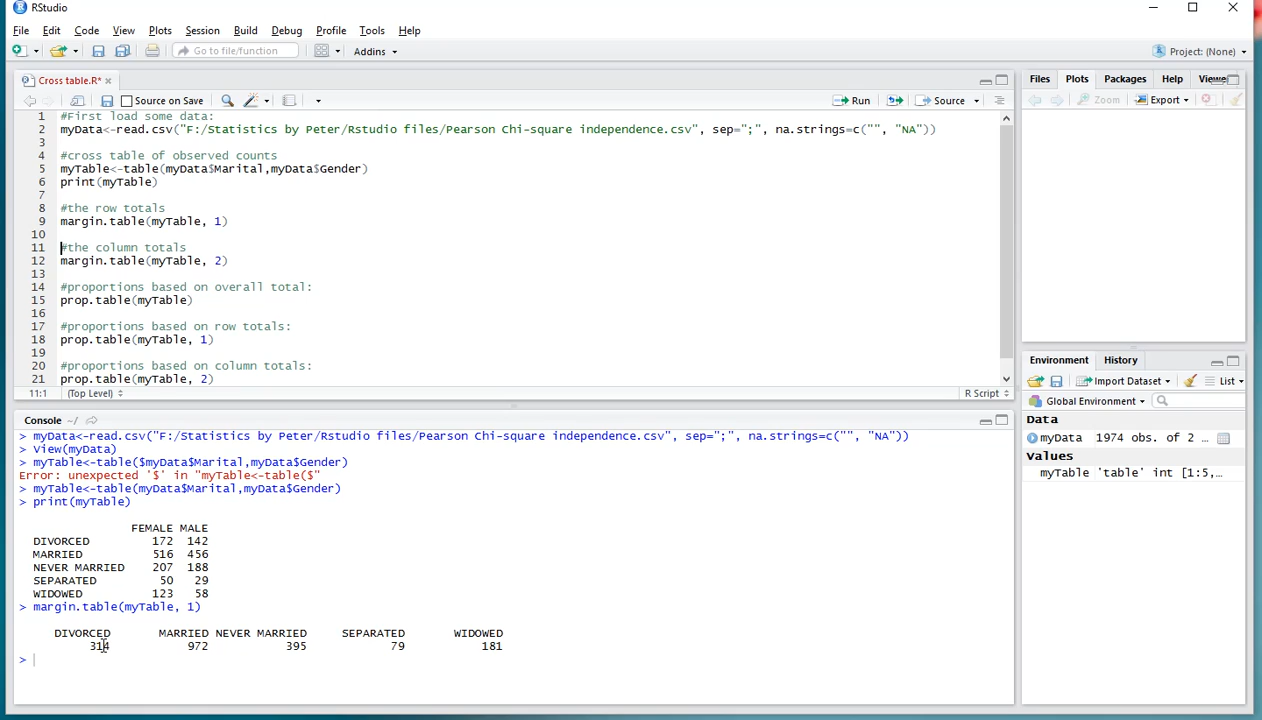 RStudio
File Edit Code View Plots Session Build Debug Profile Tools Help
Go to file/function Addins Project: (None)
Cross table.R*
Source on Save Run Source
1 #First load some data:
2 myData<-read.csv("F:/Statistics by Peter/Rstudio files/Pearson Chi-square independence.csv", sep=";", na.strings=c("", "NA"))
3
4 #cross table of observed counts
5 myTable<-table(myData$Marital,myData$Gender)
6 print(myTable)
7
8 #the row totals
9 margin.table(myTable, 1)
10
11 #the column totals
12 margin.table(myTable, 2)
13
14 #proportions based on overall total:
15 prop.table(myTable)
16
17 #proportions based on row totals:
18 prop.table(myTable, 1)
19
20 #proportions based on column totals:
21 prop.table(myTable, 2)
11:1 (Top Level) R Script
Console ~/
> myData<-read.csv("F:/Statistics by Peter/Rstudio files/Pearson Chi-square independence.csv", sep=";", na.strings=c("", "NA"))
> View(myData)
> myTable<-table($myData$Marital,myData$Gender)
Error: unexpected '$' in "myTable<-table($"
> myTable<-table(myData$Marital,myData$Gender)
> print(myTable)
FEMALE MALE
DIVORCED 172 142
MARRIED 516 456
NEVER MARRIED 207 188
SEPARATED 50 29
WIDOWED 123 58
> margin.table(myTable, 1)
DIVORCED MARRIED NEVER MARRIED SEPARATED WIDOWED
314 972 395 79 181
>
Files Plots Packages Help Viewer
Zoom Export
Environment History
Import Dataset List
Global Environment
Data
myData 1974 obs. of 2 ...
Values
myTable 'table' int [1:5,...